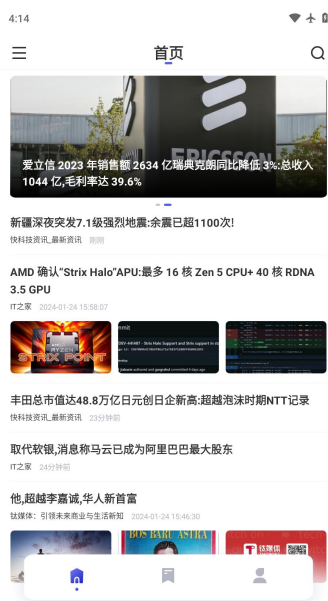 4:14
首页
ERICSSON
爱立信 2023 年销售额 2634 亿瑞典克朗同比降低 3%:总收入
1044 亿,毛利率达 39.6%
新疆深夜突发7.1级强烈地震:余震已超1100次!
快科技资讯_最新资讯 刚刚
AMD 确认“Strix Halo”APU:最多 16 核 Zen 5 CPU+ 40 核 RDNA
3.5 GPU
IT之家 2024-01-24 15:58:07
AMD
RYZEN
STRIX POINT
丰田总市值达48.8万亿日元创日企新高:超越泡沫时期NTT记录
快科技资讯_最新资讯 23分钟前
取代软银,消息称马云已成为阿里巴巴最大股东
IT之家 24分钟前
他,超越李嘉诚,华人新首富
钛媒体：引领未来商业与生活新知 2024-01-24 15:46:30
BOS BARU ASTRA
钛媒体